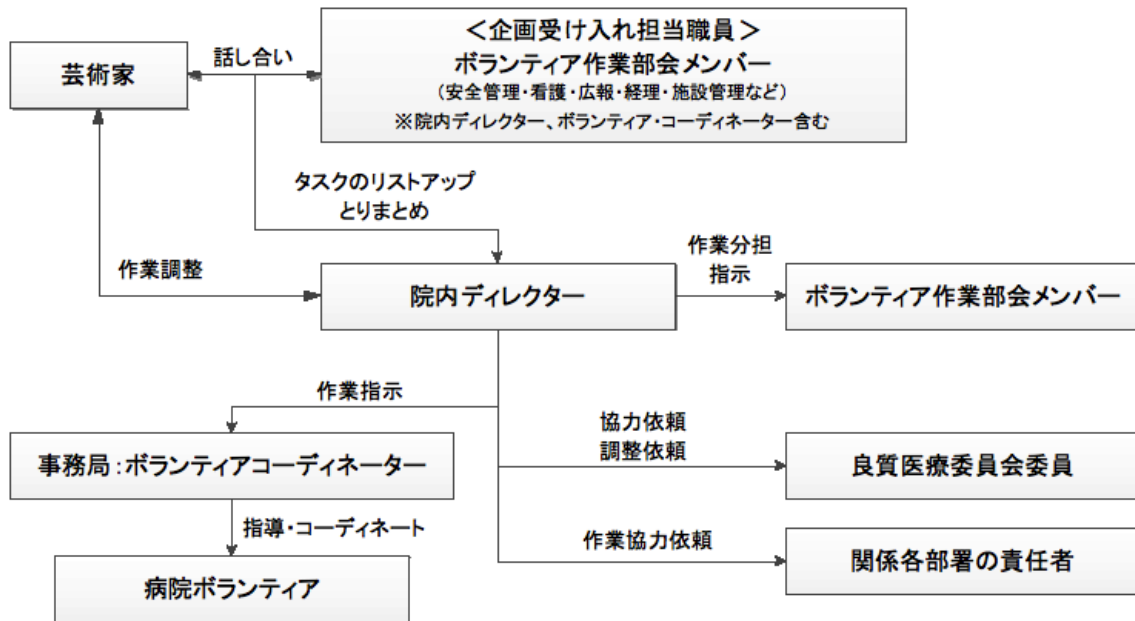 芸術家
話し合い
＜企画受け入れ担当職員＞
ボランティア作業部会メンバー
（安全管理・看護・広報・経理・施設管理など）
※院内ディレクター、ボランティア・コーディネーター含む
タスクのリストアップ
とりまとめ
作業調整
院内ディレクター
作業分担
指示
ボランティア作業部会メンバー
作業指示
事務局：ボランティアコーディネーター
協力依頼
調整依頼
良質医療委員会委員
指導・コーディネート
作業協力依頼
関係各部署の責任者
病院ボランティア